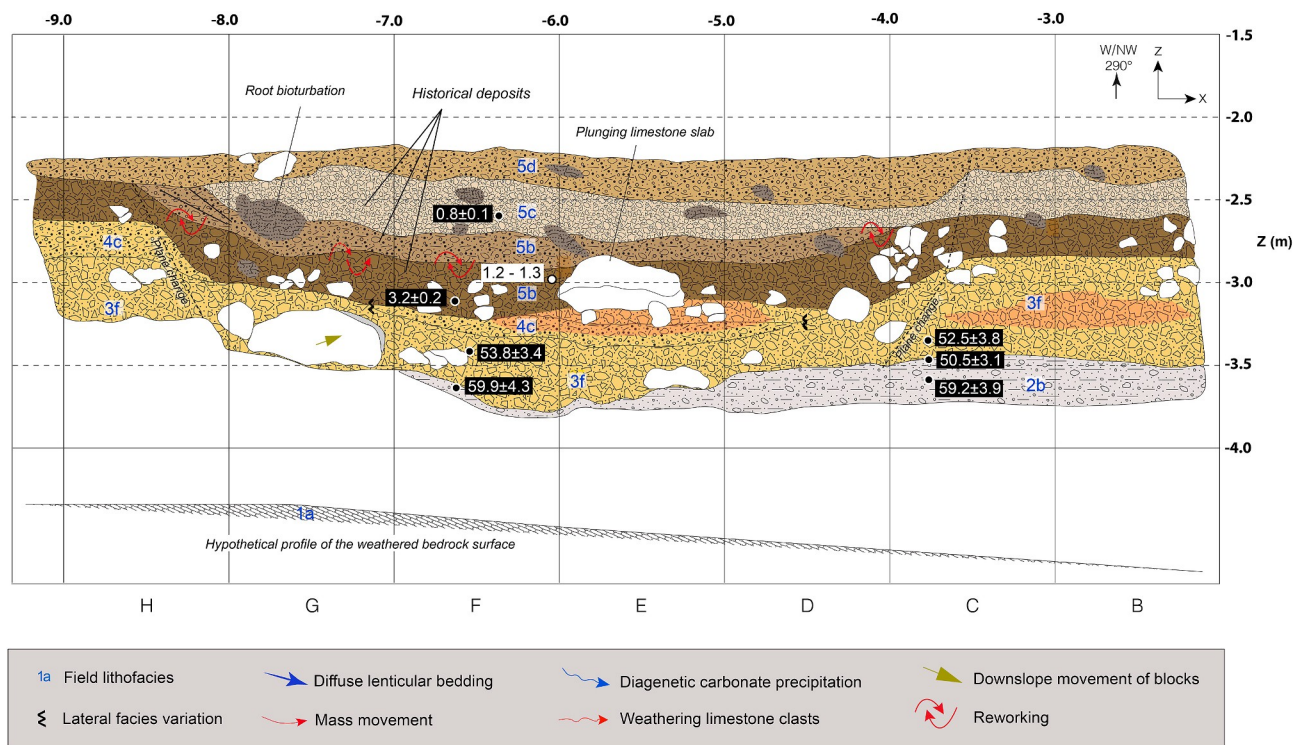 -9.0 -8.0 -7.0 -6.0 -5.0 -4.0 -3.0
-1.5
W/NW
290°
Z
X
Root bioturbation
Historical deposits
Plunging limestone slab
-2.0
5d
-2.5
0.8±0.1
5c
4c
Plane change
5b
Z (m)
1.2 - 1.3
-3.0
3.2±0.2
5b
3f
3f
4c
Plane change
52.5±3.8
53.8±3.4
50.5±3.1
-3.5
59.9±4.3
3f
59.2±3.9
2b
-4.0
1a
Hypothetical profile of the weathered bedrock surface
H G F E D C B
1a Field lithofacies
Diffuse lenticular bedding
Diagenetic carbonate precipitation
Downslope movement of blocks
Lateral facies variation
Mass movement
Weathering limestone clasts
Reworking